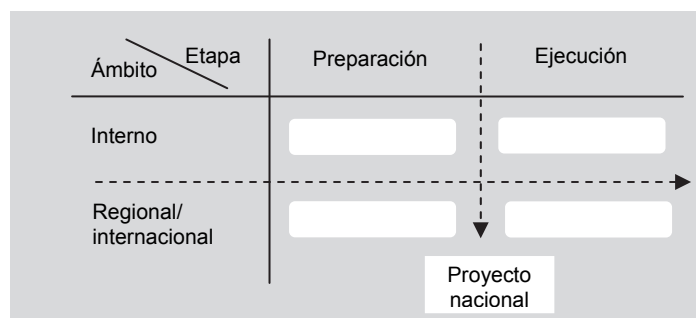 Etapa
Ámbito
Preparación
Ejecución
Interno
Regional/
internacional
Proyecto
nacional